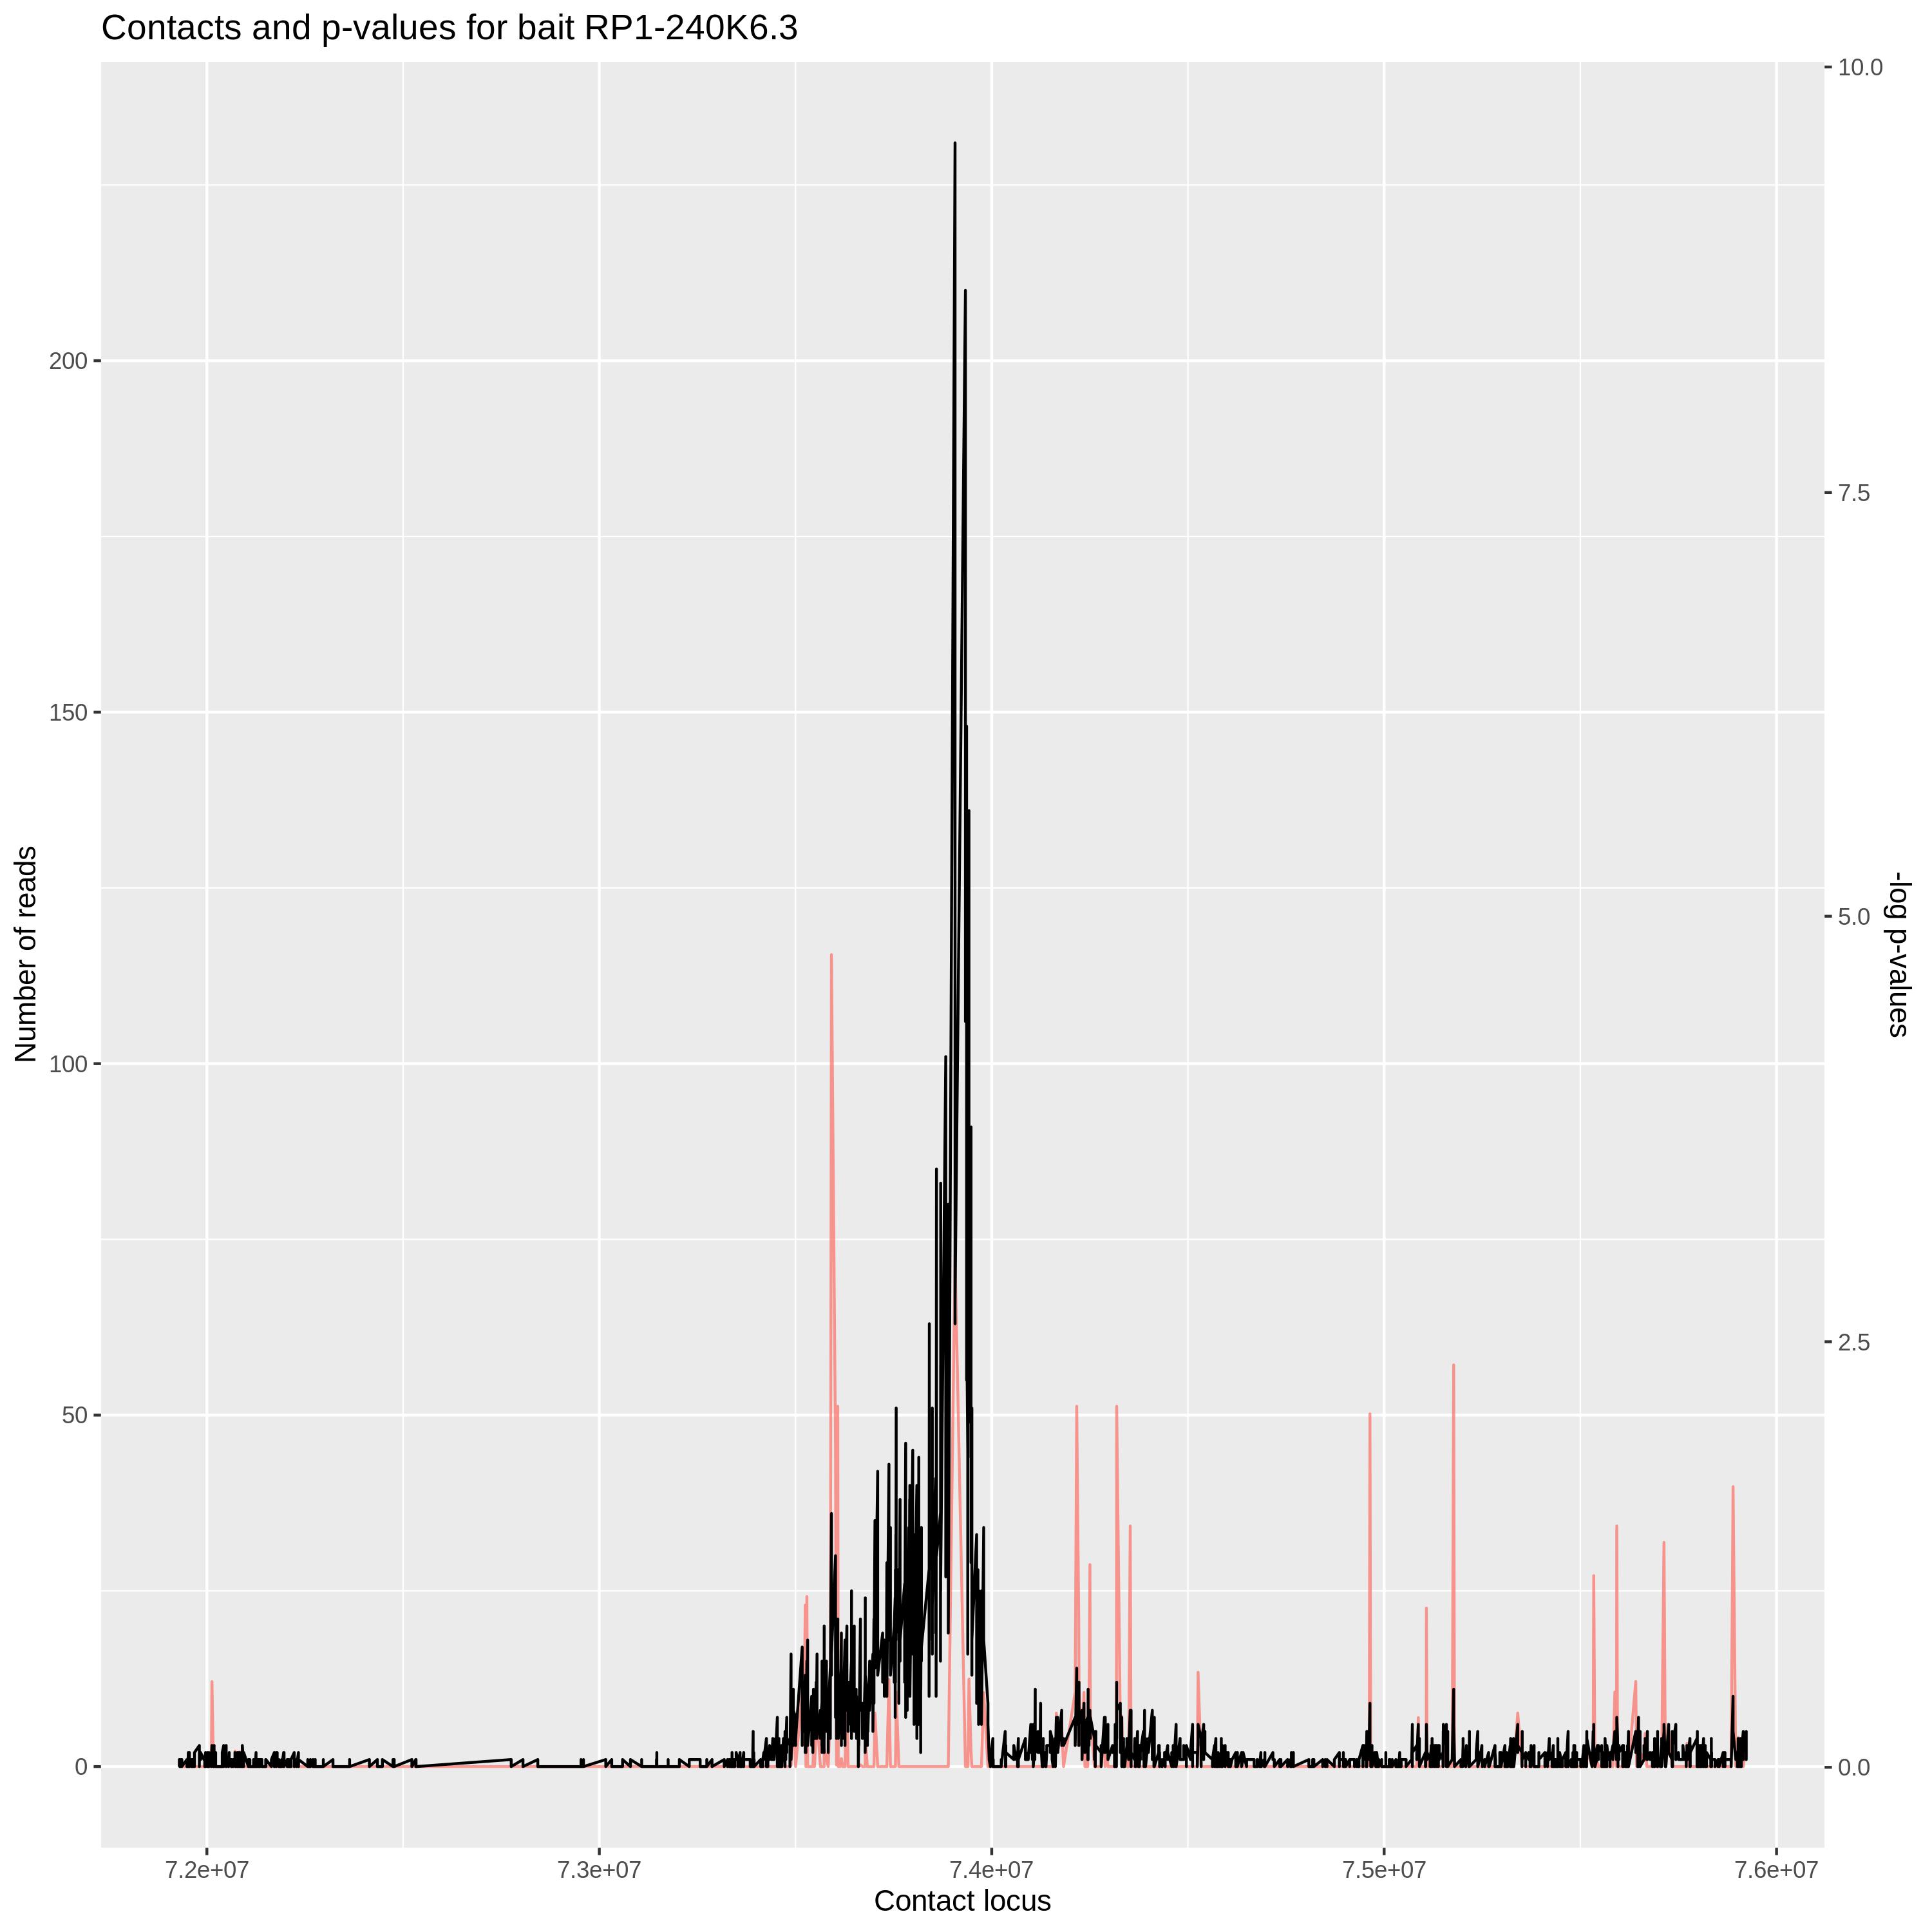 Contacts and p-values for bait RP1-240K6.3
10.0
7.5
5.0
2.5
0.0
200
150
100
50
0
Number of reads
-log p-values
7.2e+07 7.3e+07 7.4e+07 7.5e+07 7.6e+07
Contact locus